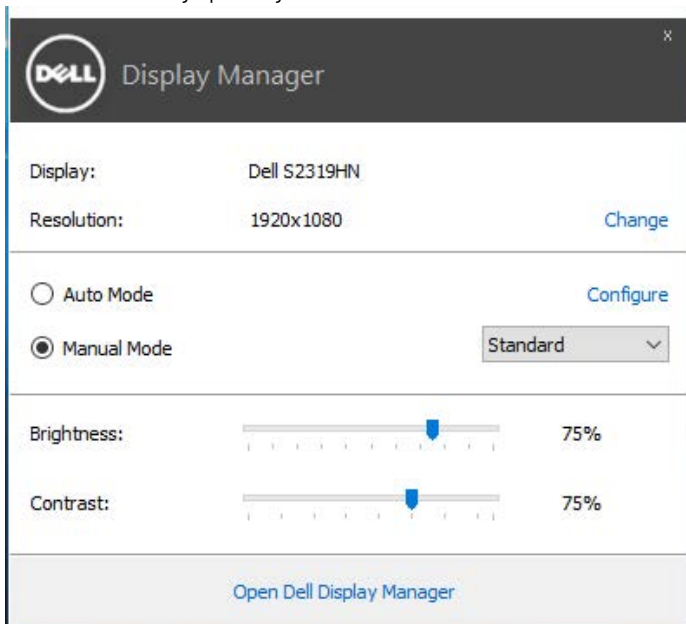 x
DELL
Display Manager
Display: Dell S2319HN
Resolution: 1920x1080 Change
Auto Mode Configure
Manual Mode Standard
Brightness: 75%
Contrast: 75%
Open Dell Display Manager